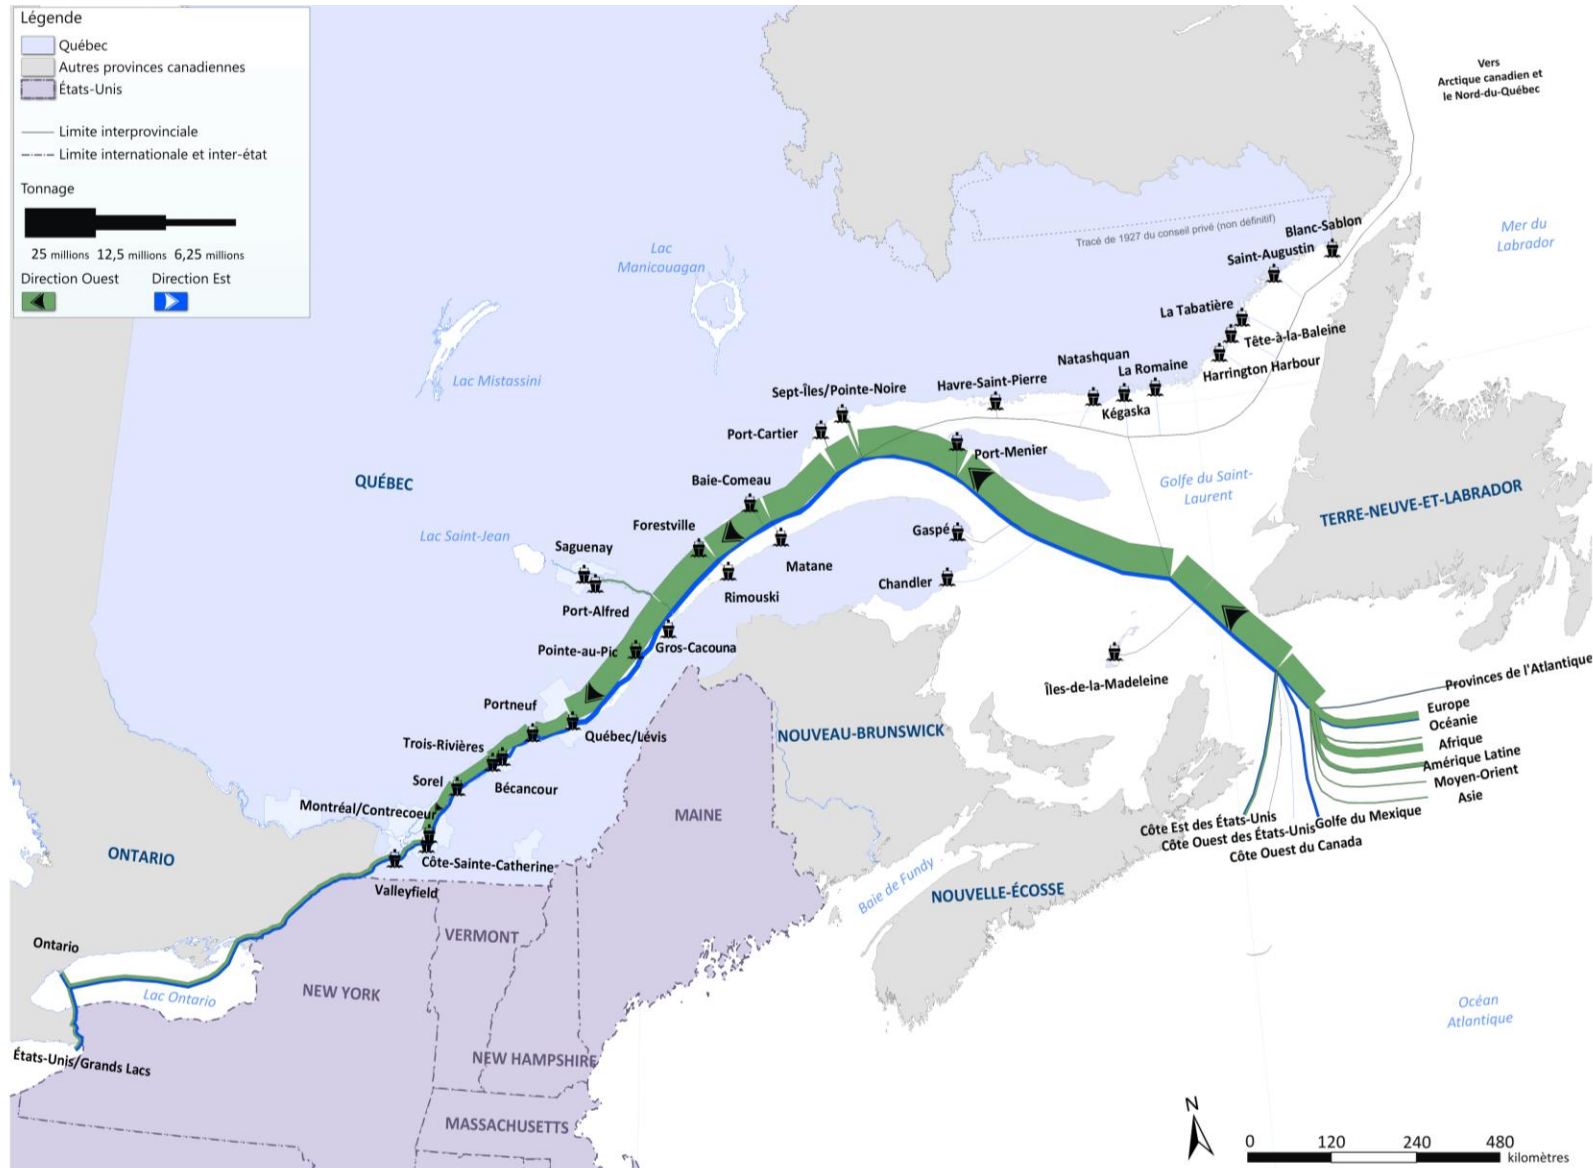 Légende
Québec
Autres provinces canadiennes
États-Unis
Limite interprovinciale
Limite internationale et inter-état
Tonnage
25 millions 12,5 millions 6,25 millions
Direction Ouest Direction Est
Vers
Arctique canadien et
le Nord-du-Québec
Mer du
Labrador
Blanc-Sablon
Tracé de 1927 du conseil privé (non définitif)
Saint-Augustin
Lac
Manicouagan
La Tabatière
Tête-à-la-Baleine
Harrington Harbour
Natashquan
La Romaine
Kégaska
Havre-Saint-Pierre
Sept-Îles/Pointe-Noire
Lac Mistassini
Port-Cartier
Port-Menier
Golfe du Saint-
Laurent
TERRE-NEUVE-ET-LABRADOR
QUÉBEC
Baie-Comeau
Forestville
Gaspé
Lac Saint-Jean
Saguenay
Matane
Chandler
Rimouski
Port-Alfred
Pointe-au-Pic
Gros-Cacouna
Îles-de-la-Madeleine
Portneuf
Québec/Lévis
Trois-Rivières
Bécancour
Sorel
Montréal/Contrecoeur
Côte-Sainte-Catherine
Valleyfield
NOUVEAU-BRUNSWICK
MAINE
Provinces de l'Atlantique
Europe
Océanie
Afrique
Amérique Latine
Moyen-Orient
Asie
Côte Est des États-Unis
Golfe du Mexique
Côte Ouest des États-Unis
Côte Ouest du Canada
ONTARIO
Baie de Fundy
NOUVELLE-ÉCOSSE
Ontario
VERMONT
Lac Ontario
NEW YORK
Océan
Atlantique
États-Unis/Grands Lacs
NEW HAMPSHIRE
MASSACHUSETTS
N
0 120 240 480
kilomètres